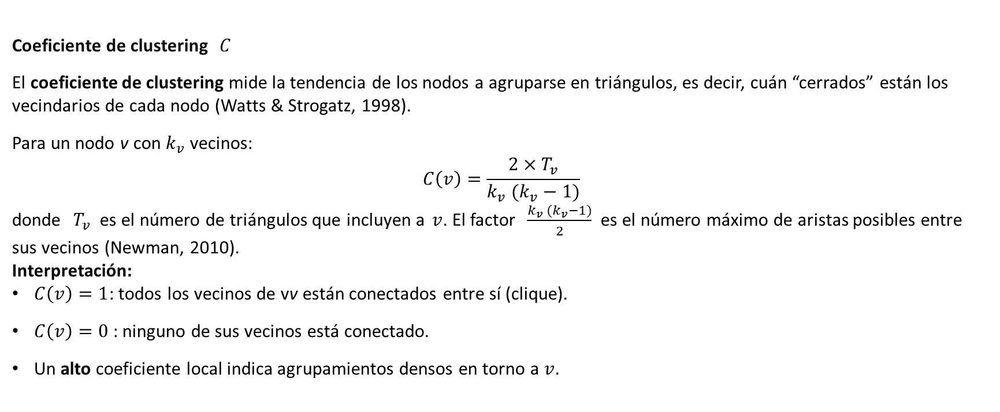 Coeficiente de clustering C
El coeficiente de clustering mide la tendencia de los nodos a agruparse en triángulos, es decir, cuán “cerrados” están los
vecindarios de cada nodo (Watts & Strogatz, 1998).
Para un nodo v con k_v vecinos:
C(v) = \frac{2 × T_v}{k_v (k_v − 1)}
donde T_v es el número de triángulos que incluyen a v. El factor \frac{k_v (k_v−1)}{2} es el número máximo de aristas posibles entre
sus vecinos (Newman, 2010).
Interpretación:
• C(v) = 1: todos los vecinos de vv están conectados entre sí (clique).
• C(v) = 0 : ninguno de sus vecinos está conectado.
• Un alto coeficiente local indica agrupamientos densos en torno a v.